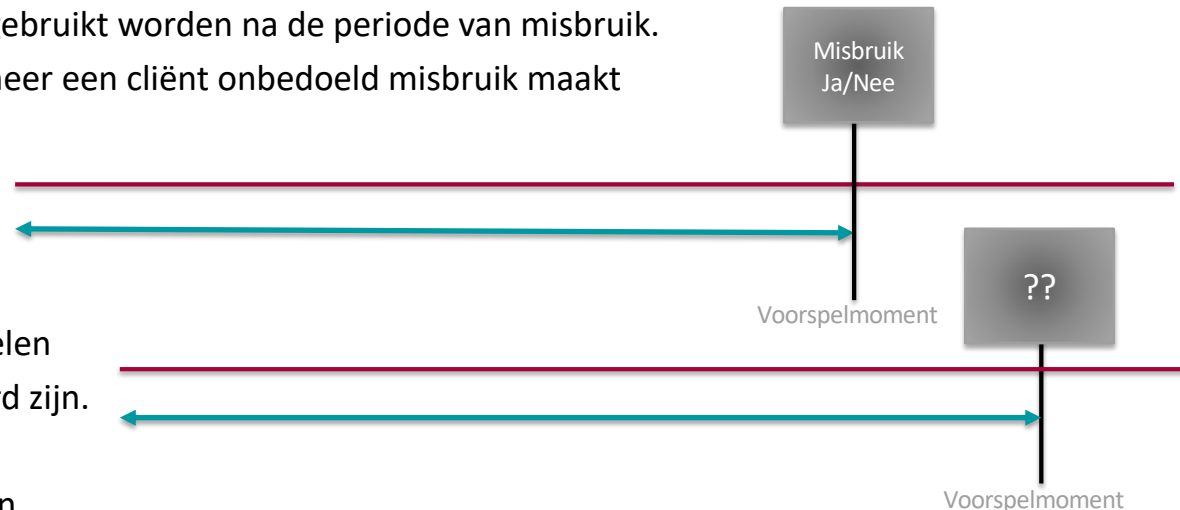 gebruikt worden na de periode van misbruik.
neer een cliënt onbedoeld misbruik maakt
Misbruik
Ja/Nee
Voorspelmoment
??
elen
d zijn.
Voorspelmoment